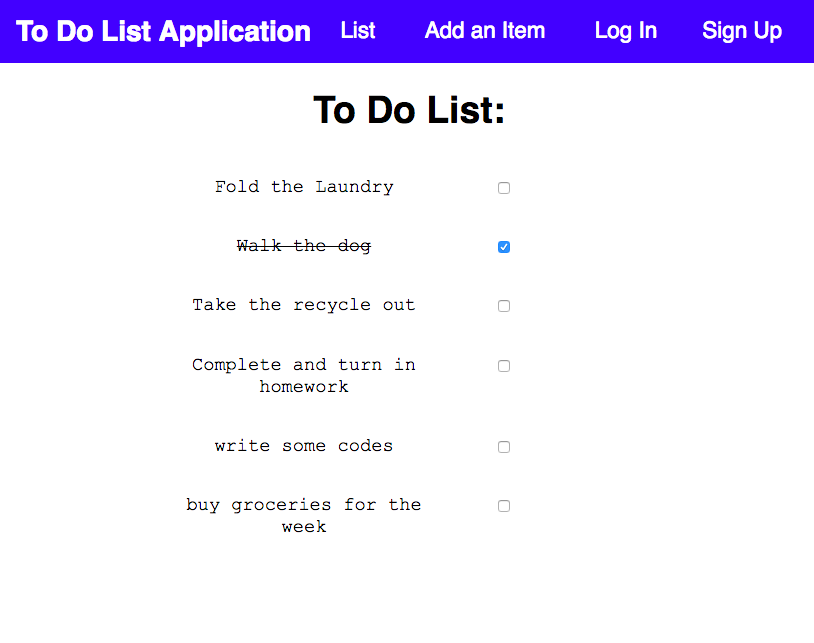 To Do List Application List Add an Item Log In Sign Up
To Do List:
Fold the Laundry
Walk the dog
Take the recycle out
Complete and turn in
homework
write some codes
buy groceries for the
week